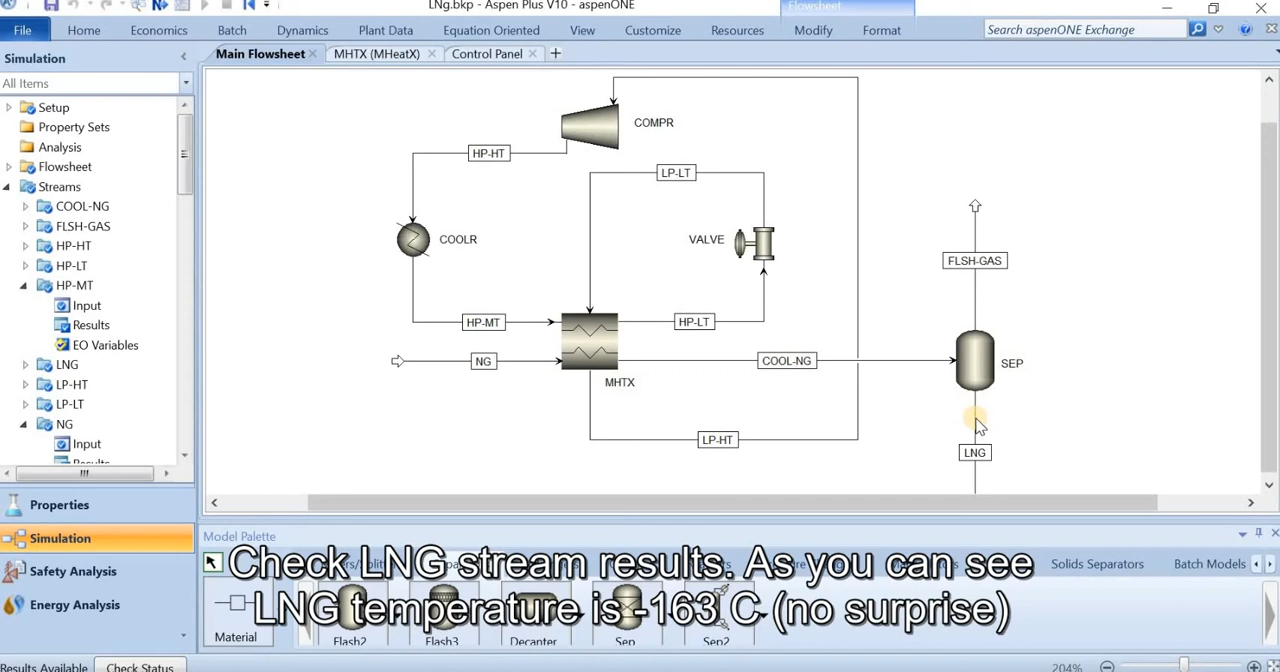 LNg.bkp - Aspen Plus V10 - aspenONE
Flowsheet
File Home Economics Batch Dynamics Plant Data Equation Oriented View Customize Resources Modify Format Search aspenONE Exchange
Simulation
Main Flowsheet MHTX (MHeatX) Control Panel
All Items
Setup
Property Sets
Analysis
Flowsheet
Streams
COOL-NG
FLSH-GAS
HP-HT
HP-LT
HP-MT
Input
Results
EO Variables
LNG
LP-HT
LP-LT
NG
Input
Results
Properties
Simulation
Safety Analysis
Energy Analysis
COMPR
HP-HT
LP-LT
COOLR
VALVE
FLSH-GAS
HP-MT
HP-LT
NG
COOL-NG
SEP
MHTX
LP-HT
LNG
Model Palette
Solids Separators Batch Models
Material Flash2 Flash3 Decanter Sep Sep2
Check LNG stream results. As you can see
LNG temperature is -163 C (no surprise)
Results Available Check Status 204%